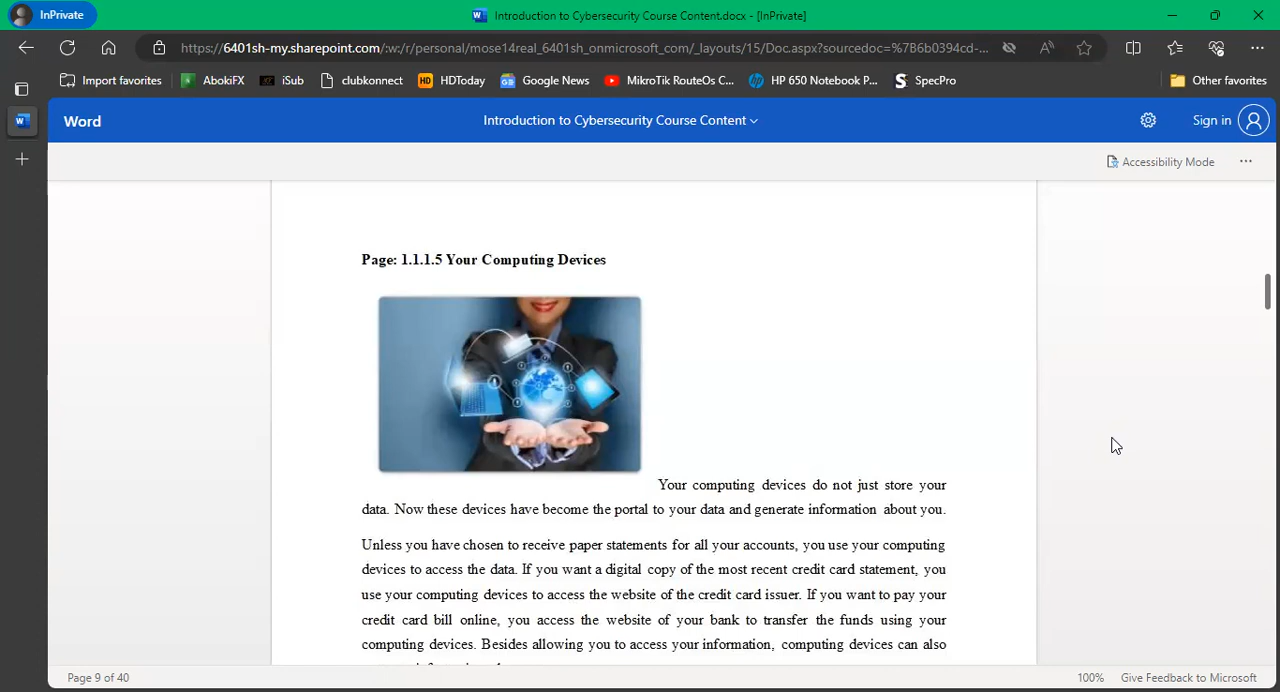 InPrivate
Introduction to Cybersecurity Course Content.docx - [InPrivate]
https://6401sh-my.sharepoint.com/:w:/r/personal/mose14real_6401sh_onmicrosoft_com/_layouts/15/Doc.aspx?sourcedoc=%7B6b0394cd-...
Import favorites AbokiFX iSub clubkonnect HDToday Google News MikroTik RouteOs C... HP 650 Notebook P... SpecPro Other favorites
Word Introduction to Cybersecurity Course Content Sign in
Accessibility Mode
Page: 1.1.1.5 Your Computing Devices
Your computing devices do not just store your
data. Now these devices have become the portal to your data and generate information about you.
Unless you have chosen to receive paper statements for all your accounts, you use your computing
devices to access the data. If you want a digital copy of the most recent credit card statement, you
use your computing devices to access the website of the credit card issuer. If you want to pay your
credit card bill online, you access the website of your bank to transfer the funds using your
computing devices. Besides allowing you to access your information, computing devices can also
Page 9 of 40 100% Give Feedback to Microsoft